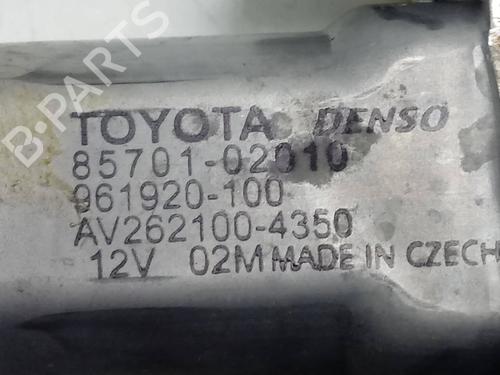 B-PARTS
TOYOTA DENSO
85701-02010
961920-100
AV262100-4350
12V 02M MADE IN CZECH